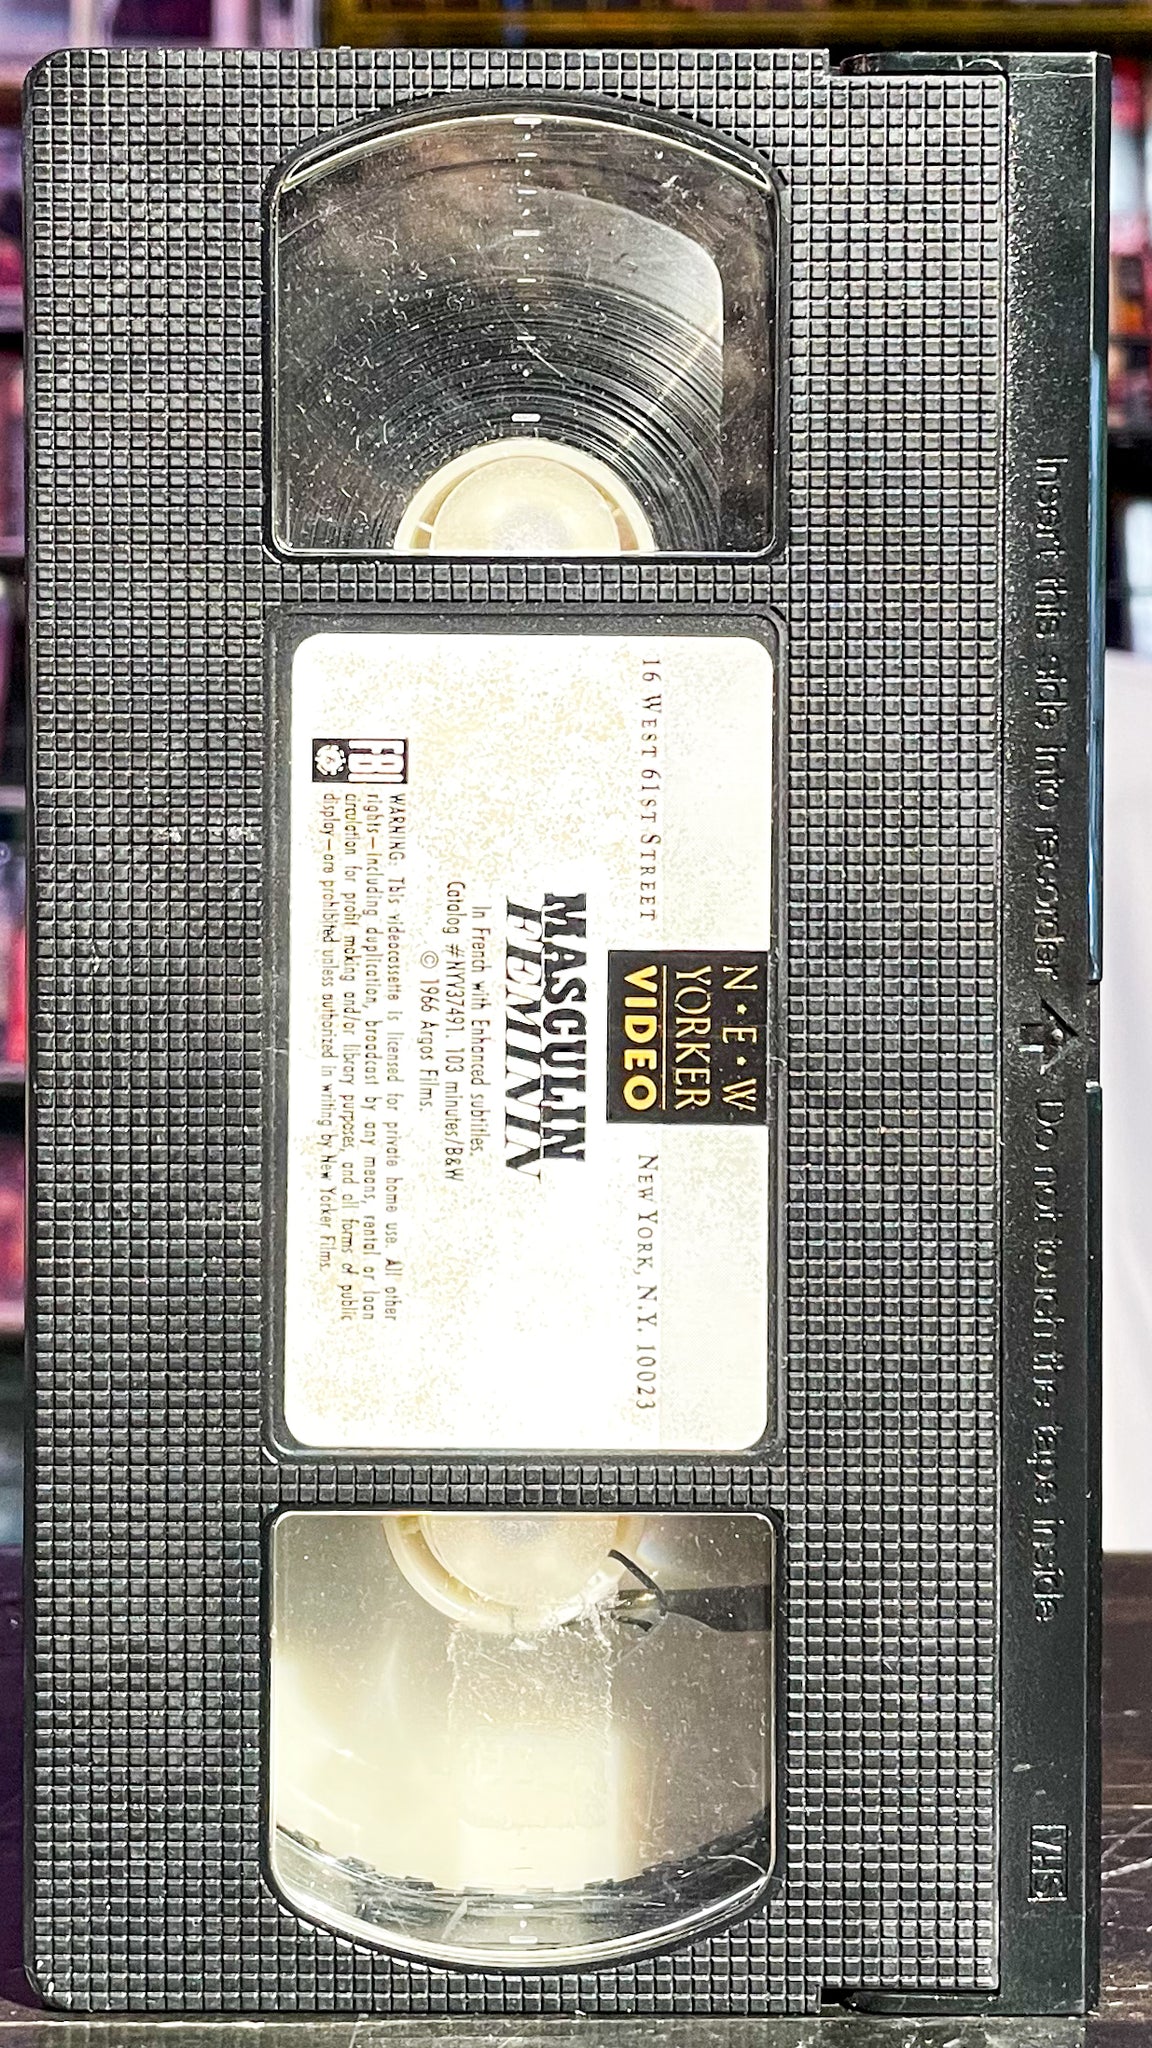 Insert this side into recorder Do not touch the tape inside
VHS
N•E•W
YORKER
VIDEO
16 WEST 61ST STREET NEW YORK, N.Y. 10023
MASCULIN
FEMININ
In French with Enhanced subtitles.
Catalog #NYV37491. 103 minutes/B&W
© 1966 Argos Films.
FBI
WARNING: This videocassette is licensed for private home use. All other
rights—including duplication, broadcast by any means, rental or loan
circulation for profit making and/or library purposes, and all forms of public
display—are prohibited unless authorized in writing by New Yorker Films.